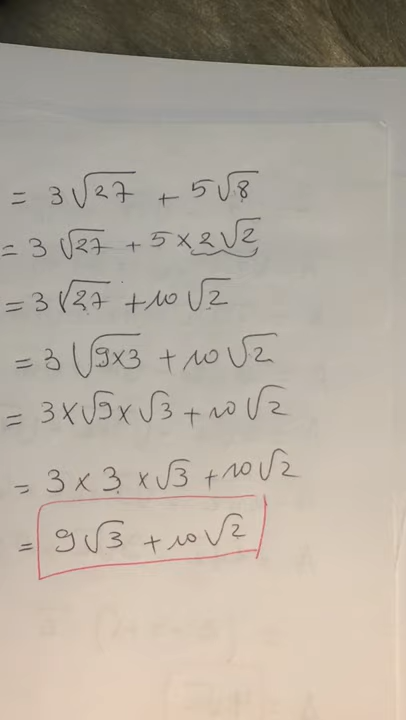 = 3√27 + 5√8
= 3√27 + 5×2√2
= 3√27 + 10√2
= 3√9×3 + 10√2
= 3×√9×√3 + 10√2
= 3 × 3 × √3 + 10√2
= 9√3 + 10√2